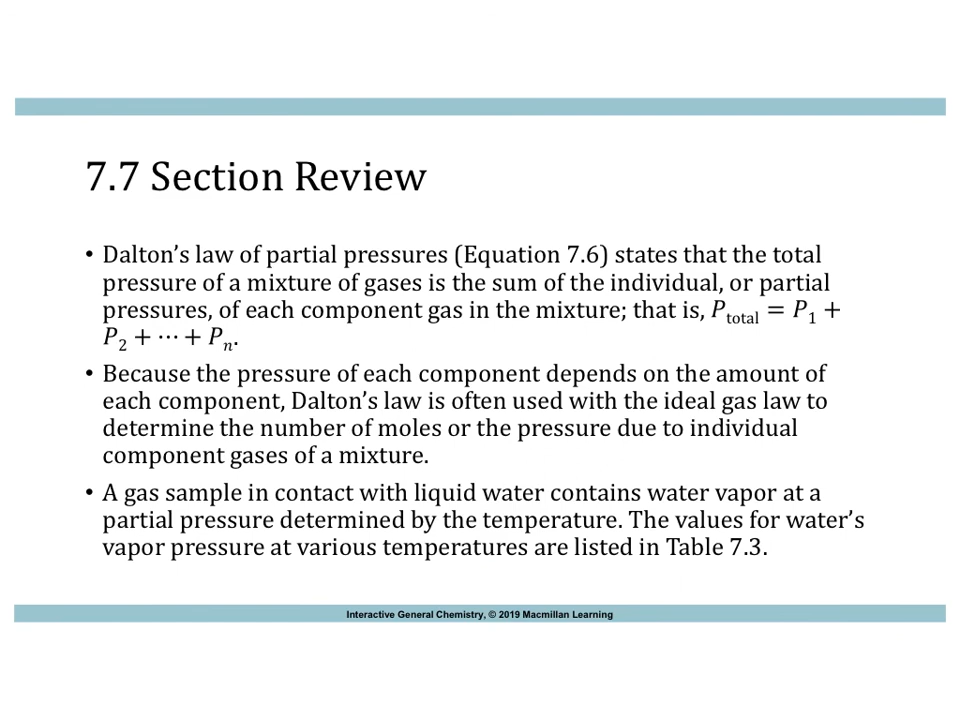 7.7 Section Review
• Dalton’s law of partial pressures (Equation 7.6) states that the total
pressure of a mixture of gases is the sum of the individual, or partial
pressures, of each component gas in the mixture; that is, P_total = P_1 +
P_2 + ⋯ + P_n.
• Because the pressure of each component depends on the amount of
each component, Dalton’s law is often used with the ideal gas law to
determine the number of moles or the pressure due to individual
component gases of a mixture.
• A gas sample in contact with liquid water contains water vapor at a
partial pressure determined by the temperature. The values for water’s
vapor pressure at various temperatures are listed in Table 7.3.
Interactive General Chemistry, © 2019 Macmillan Learning